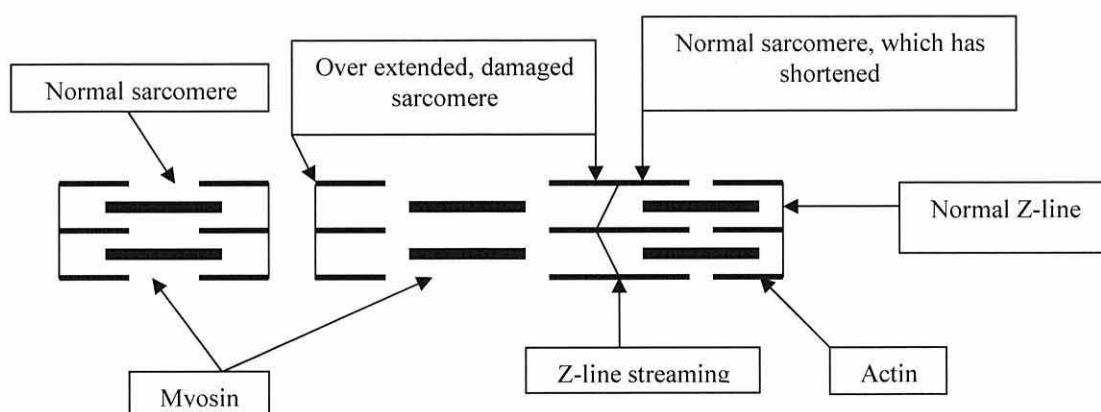 Normal sarcomere
Over extended, damaged
sarcomere
Normal sarcomere, which has
shortened
Normal Z-line
Myosin
Z-line streaming
Actin